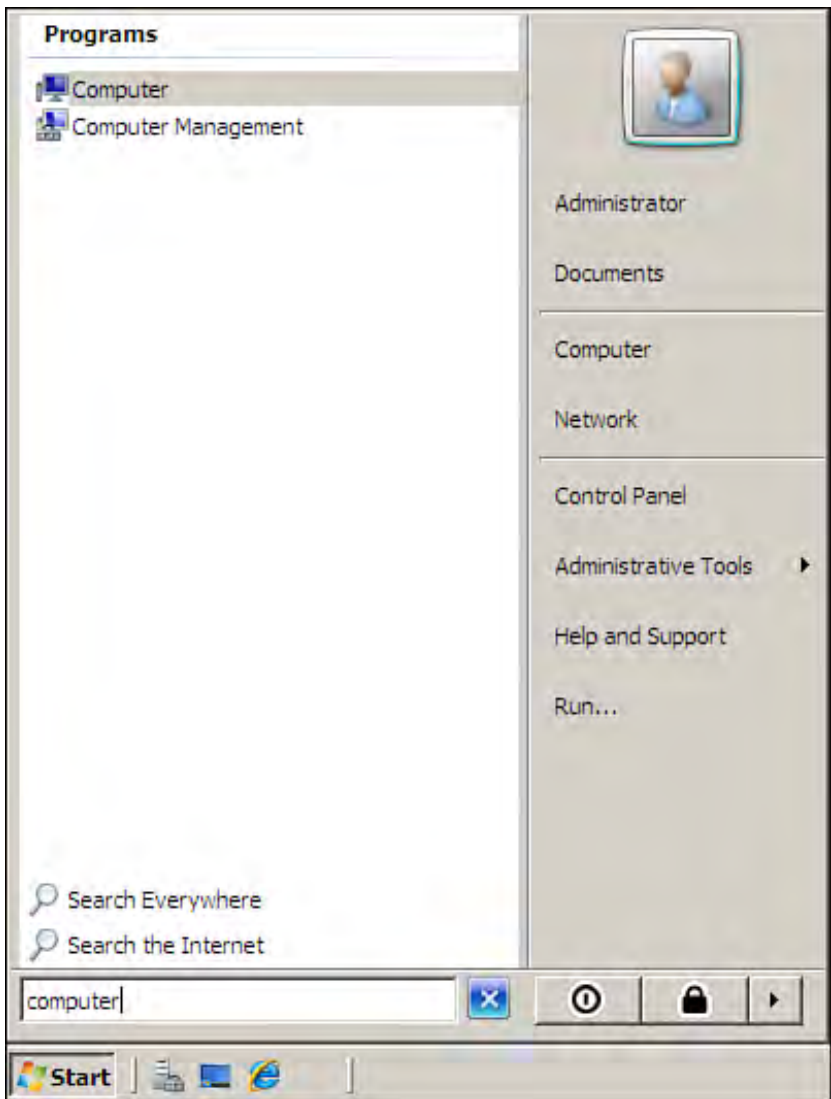 Programs
Computer
Computer Management
Search Everywhere
Search the Internet
computer
Administrator
Documents
Computer
Network
Control Panel
Administrative Tools
Help and Support
Run...
Start